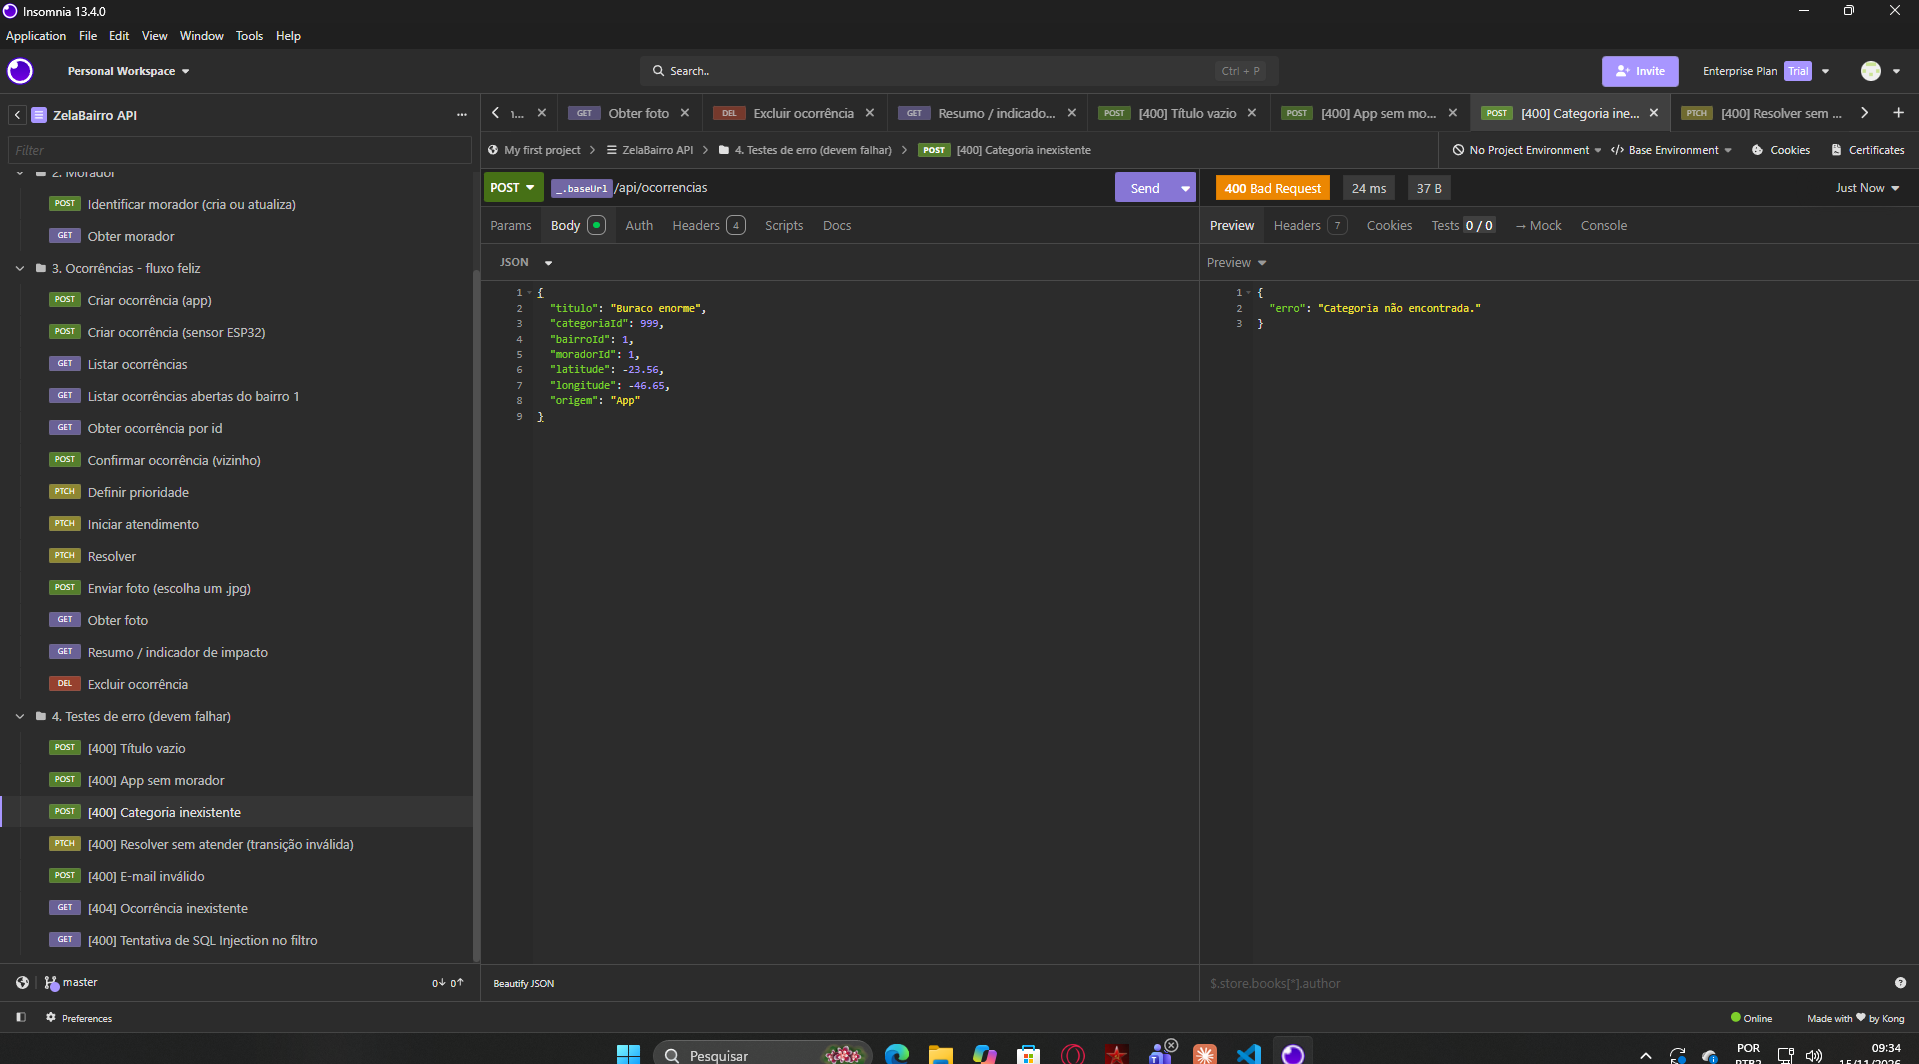 Insomnia 13.4.0
Application File Edit View Window Tools Help
Personal Workspace
Search..
Ctrl + P
Invite
Enterprise Plan Trial
ZelaBairro API
Filter
2. Morador
POST Identificar morador (cria ou atualiza)
GET Obter morador
3. Ocorrências - fluxo feliz
POST Criar ocorrência (app)
POST Criar ocorrência (sensor ESP32)
GET Listar ocorrências
GET Listar ocorrências abertas do bairro 1
GET Obter ocorrência por id
POST Confirmar ocorrência (vizinho)
PTCH Definir prioridade
PTCH Iniciar atendimento
PTCH Resolver
POST Enviar foto (escolha um .jpg)
GET Obter foto
GET Resumo / indicador de impacto
DEL Excluir ocorrência
4. Testes de erro (devem falhar)
POST [400] Título vazio
POST [400] App sem morador
POST [400] Categoria inexistente
PTCH [400] Resolver sem atender (transição inválida)
POST [400] E-mail inválido
GET [404] Ocorrência inexistente
GET [400] Tentativa de SQL Injection no filtro
master
0↓ 0↑
Preferences
GET Obter foto
DEL Excluir ocorrência
GET Resumo / indicado...
POST [400] Título vazio
POST [400] App sem mo...
POST [400] Categoria ine...
PTCH [400] Resolver sem ...
My first project > ZelaBairro API > 4. Testes de erro (devem falhar) > POST [400] Categoria inexistente
No Project Environment
</> Base Environment
Cookies
Certificates
POST _.baseUrl /api/ocorrencias
Send
Params Body Auth Headers 4 Scripts Docs
JSON
1 {
2 "titulo": "Buraco enorme",
3 "categoriaId": 999,
4 "bairroId": 1,
5 "moradorId": 1,
6 "latitude": -23.56,
7 "longitude": -46.65,
8 "origem": "App"
9 }
Beautify JSON
400 Bad Request 24 ms 37 B
Just Now
Preview Headers 7 Cookies Tests 0 / 0 → Mock Console
Preview
1 {
2 "erro": "Categoria não encontrada."
3 }
$.store.books[*].author
Online
Made with ♥ by Kong
Pesquisar
POR
PTB2
09:34
15/11/2026